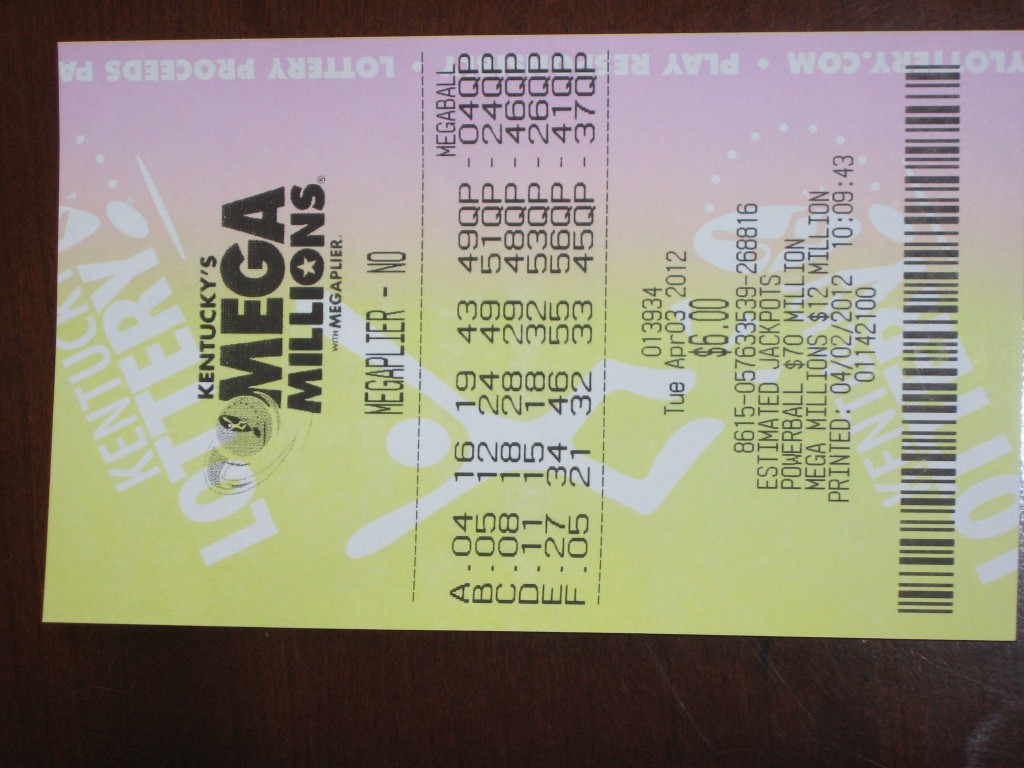 YLOTTERY.COM • PLAY • LOTTERY PROCEEDS PA
KENTUCKY
LOTTERY
KENTUCKY'S
MEGA
MILLIONS®
WITH MEGAPLIER.
MEGAPLIER - NO
MEGABALL
A.04 16 19 43 49QP - 04QP
B.05 12 24 49 51QP - 24QP
C.08 18 28 29 48QP - 46QP
D.11 15 18 32 53QP - 26QP
E.27 34 46 55 56QP - 41QP
F.05 21 32 33 45QP - 37QP
013934
Tue Apr03 2012
$6.00
8615-057633539-268816
ESTIMATED JACKPOTS
POWERBALL $70 MILLION
MEGA MILLIONS $12 MILLION
PRINTED: 04/02/2012 10:09:43
01142100